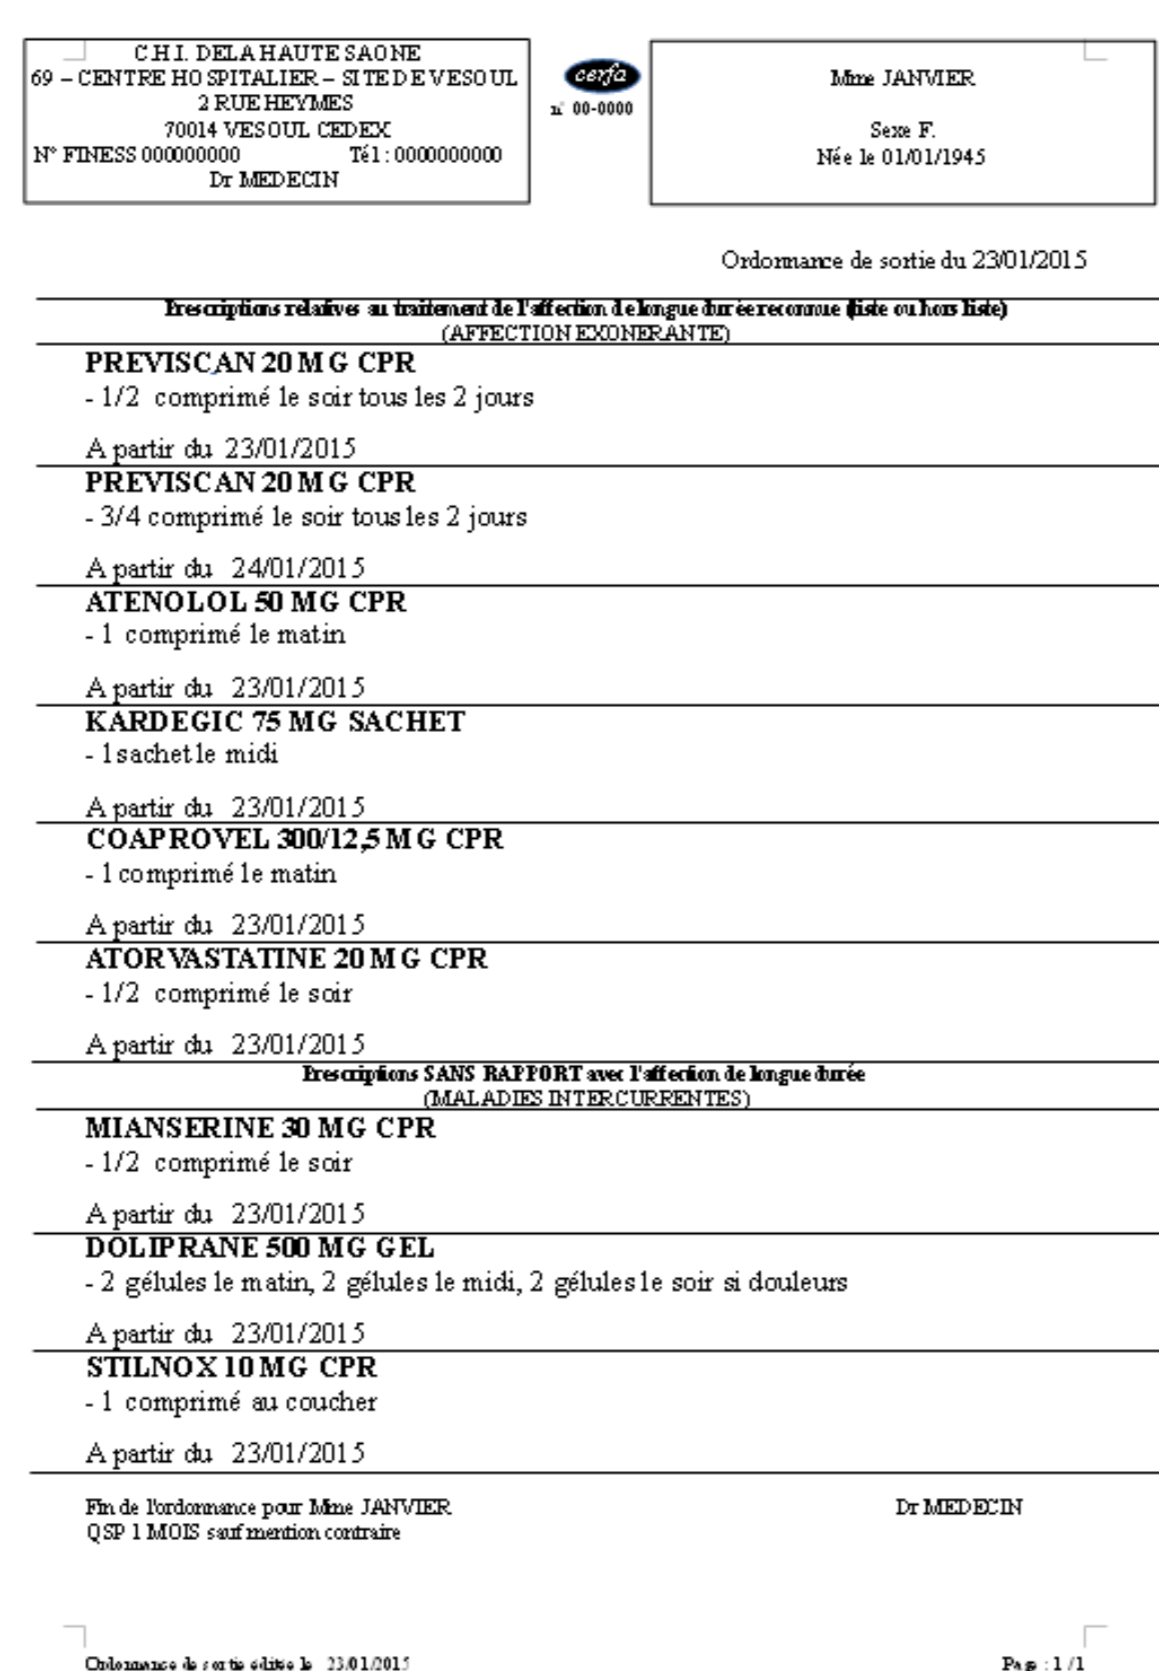 C.H.I. DE LA HAUTE SAONE
69 – CENTRE HOSPITALIER – SITE DE VESOUL
2 RUE HEYMES
70014 VESOUL CEDEX
N° FINESS 000000000 Tél : 0000000000
Dr MEDECIN
cerfa
n° 00-0000
Mme JANVIER
Sexe F.
Née le 01/01/1945
Ordonnance de sortie du 23/01/2015
Prescriptions relatives au traitement de l'affection de longue durée reconnue (liste ou hors liste)
(AFFECTION EXONERANTE)
PREVISCAN 20 MG CPR
- 1/2 comprimé le soir tous les 2 jours
A partir du 23/01/2015
PREVISCAN 20 MG CPR
- 3/4 comprimé le soir tous les 2 jours
A partir du 24/01/2015
ATENOLOL 50 MG CPR
- 1 comprimé le matin
A partir du 23/01/2015
KARDEGIC 75 MG SACHET
- 1 sachet le midi
A partir du 23/01/2015
COAPROVEL 300/12,5 MG CPR
- 1 comprimé le matin
A partir du 23/01/2015
ATORVASTATINE 20 MG CPR
- 1/2 comprimé le soir
A partir du 23/01/2015
Prescriptions SANS RAPPORT avec l'affection de longue durée
(MALADIES INTERCURRENTES)
MIANSERINE 30 MG CPR
- 1/2 comprimé le soir
A partir du 23/01/2015
DOLIPRANE 500 MG GEL
- 2 gélules le matin, 2 gélules le midi, 2 gélules le soir si douleurs
A partir du 23/01/2015
STILNOX 10 MG CPR
- 1 comprimé au coucher
A partir du 23/01/2015
Fin de l'ordonnance pour Mme JANVIER Dr MEDECIN
QSP 1 MOIS sauf mention contraire
Ordonnance de sortie éditée le 23/01/2015 Page : 1 /1